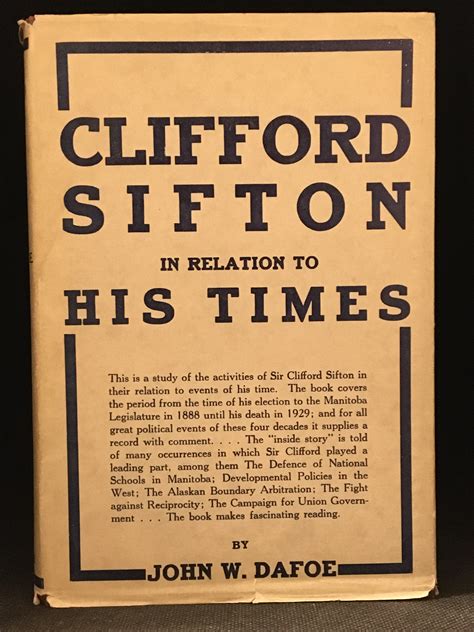 CLIFFORD
SIFTON
IN RELATION TO
HIS TIMES
This is a study of the activities of Sir Clifford Sifton in
their relation to events of his time. The book covers
the period from the time of his election to the Manitoba
Legislature in 1888 until his death in 1929; and for all
great political events of these four decades it supplies a
record with comment. . . . The "inside story" is told
of many occurrences in which Sir Clifford played a
leading part, among them The Defence of National
Schools in Manitoba; Developmental Policies in the
West; The Alaskan Boundary Arbitration; The Fight
against Reciprocity; The Campaign for Union Govern-
ment . . . The book makes fascinating reading.
BY
JOHN W. DAFOE